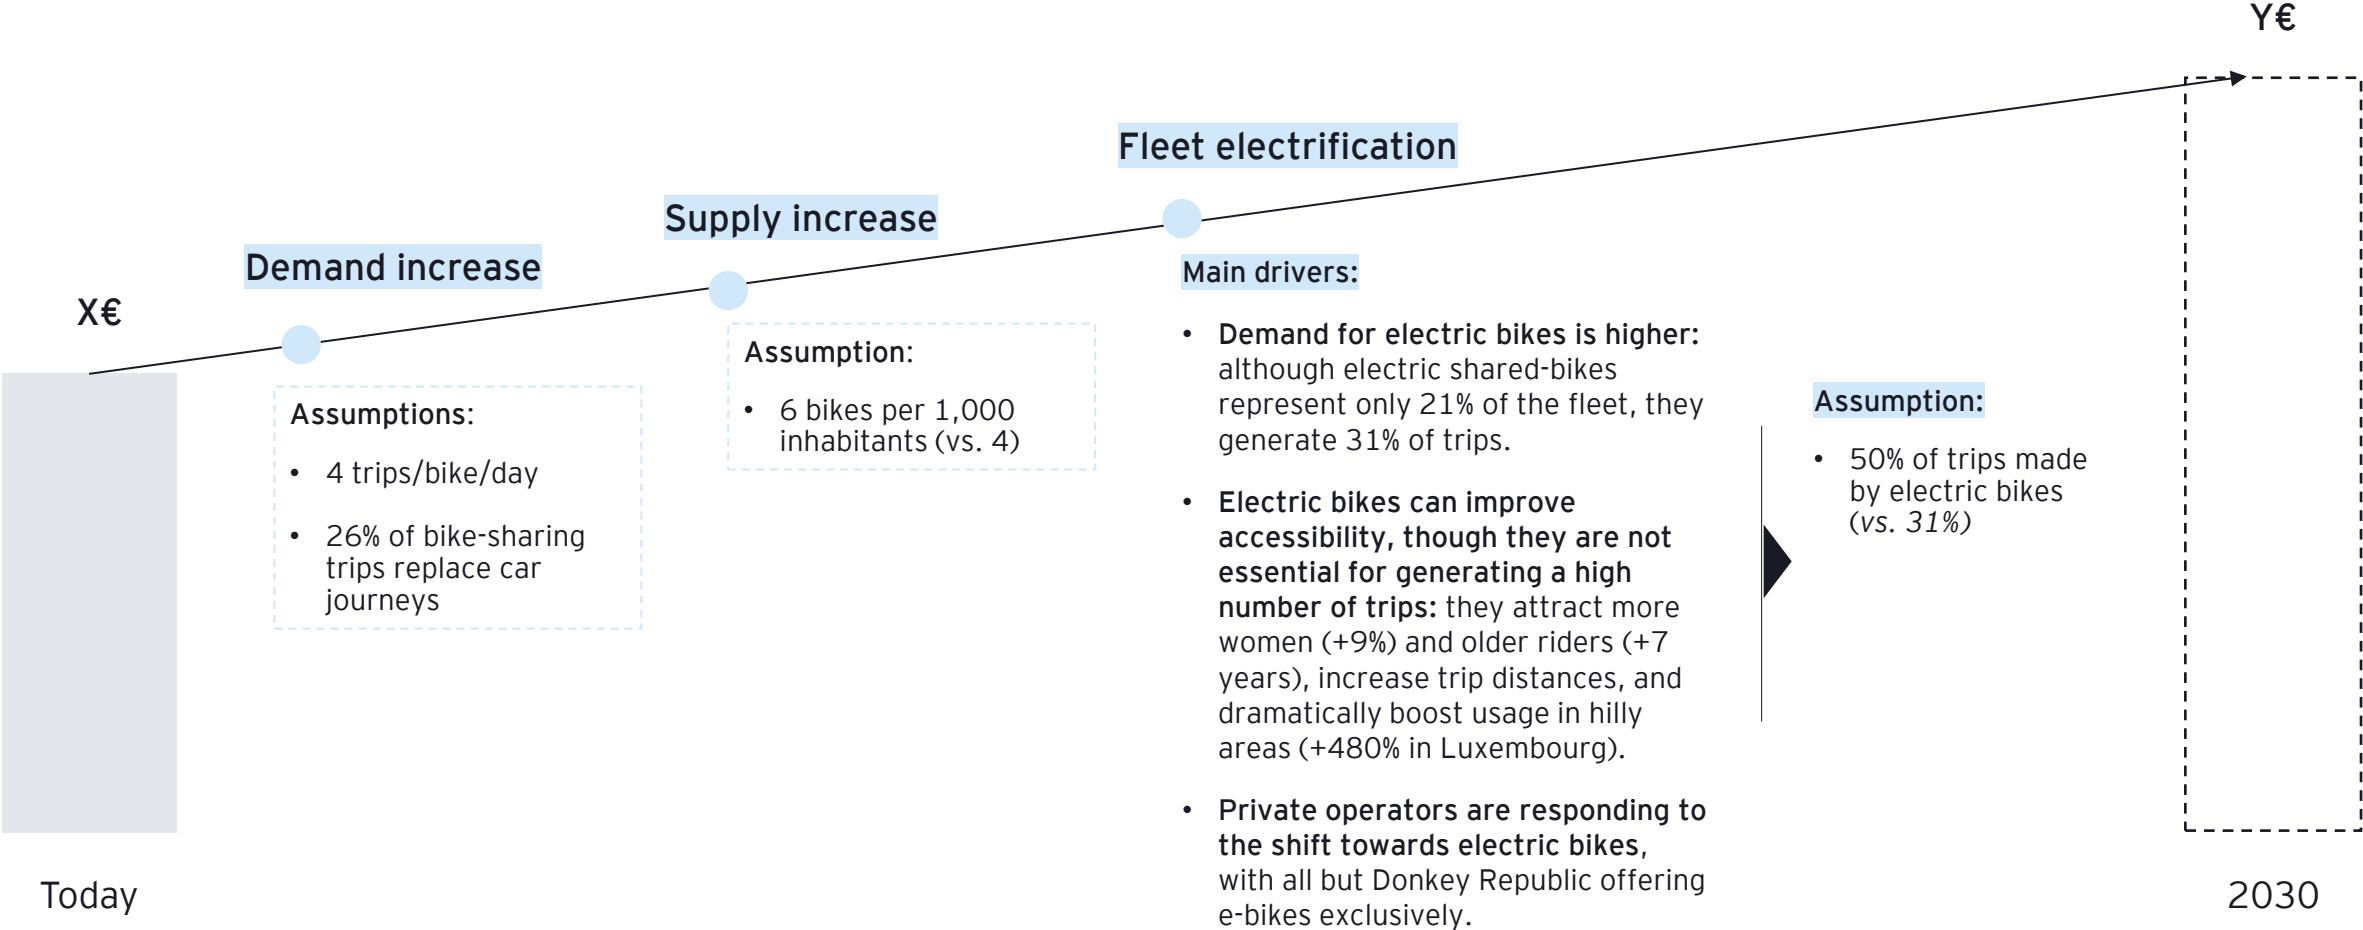 Y€
Fleet electrification
Supply increase
Demand increase
X€
Assumptions:
• 4 trips/bike/day
• 26% of bike-sharing
trips replace car
journeys
Assumption:
• 6 bikes per 1,000
inhabitants (vs. 4)
Main drivers:
• Demand for electric bikes is higher:
although electric shared-bikes
represent only 21% of the fleet, they
generate 31% of trips.
• Electric bikes can improve
accessibility, though they are not
essential for generating a high
number of trips: they attract more
women (+9%) and older riders (+7
years), increase trip distances, and
dramatically boost usage in hilly
areas (+480% in Luxembourg).
• Private operators are responding to
the shift towards electric bikes,
with all but Donkey Republic offering
e-bikes exclusively.
Assumption:
• 50% of trips made
by electric bikes
(vs. 31%)
Today
2030